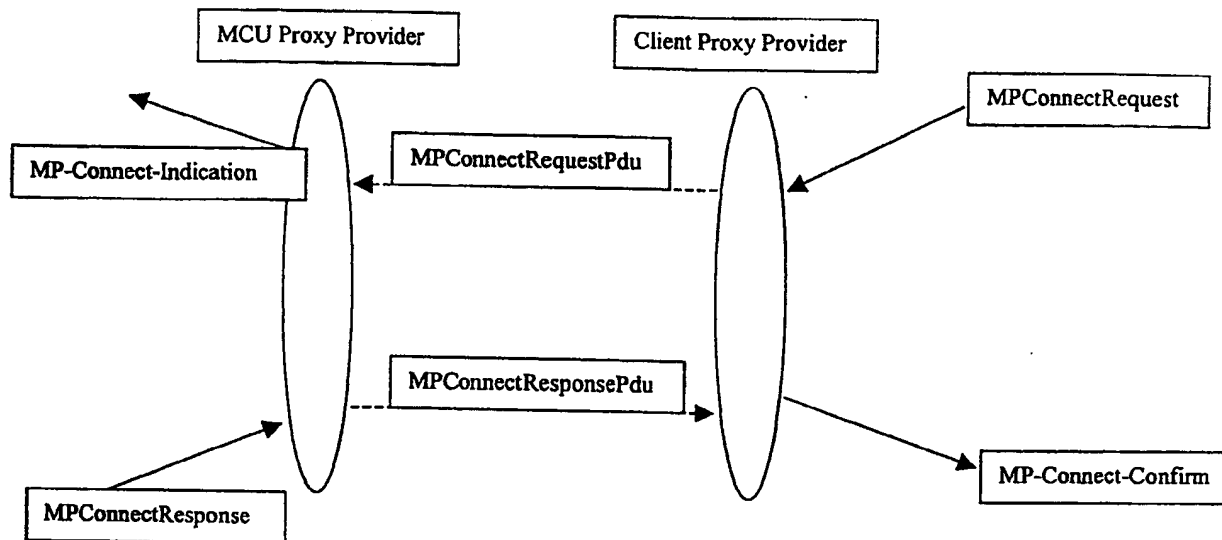 MCU Proxy Provider
Client Proxy Provider
MPConnectRequest
MPConnectRequestPdu
MP-Connect-Indication
MPConnectResponsePdu
MP-Connect-Confirm
MPConnectResponse